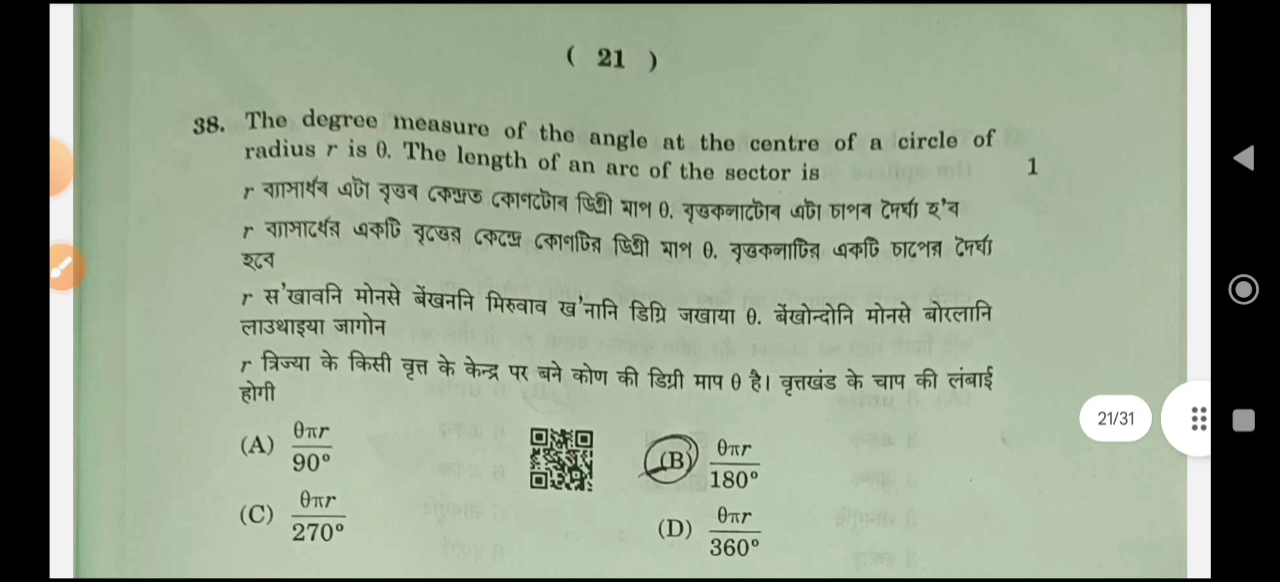 ( 21 )
38. The degree measure of the angle at the centre of a circle of
radius r is θ. The length of an arc of the sector is
1
r ব্যাসাৰ্ধৰ এটা বৃত্তৰ কেন্দ্ৰত কোণটোৰ ডিগ্ৰী মাপ θ. বৃত্তকলাটোৰ এটা চাপৰ দৈৰ্ঘ্য হ'ব
r ব্যাসার্ধের একটি বৃত্তের কেন্দ্রে কোণটির ডিগ্রী মাপ θ. বৃত্তকলাটির একটি চাপের দৈর্ঘ্য
হবে
r स'खावनि मोनसे बेंखननि मिरुवाव ख'नानि डिग्रि जखाया θ. बेंखोन्दोनि मोनसे बोरलानि
लाउथाइया जागोन
r त्रिज्या के किसी वृत्त के केन्द्र पर बने कोण की डिग्री माप θ है। वृत्तखंड के चाप की लंबाई
होगी
(A) θπr / 90°
(B) θπr / 180°
(C) θπr / 270°
(D) θπr / 360°
21/31